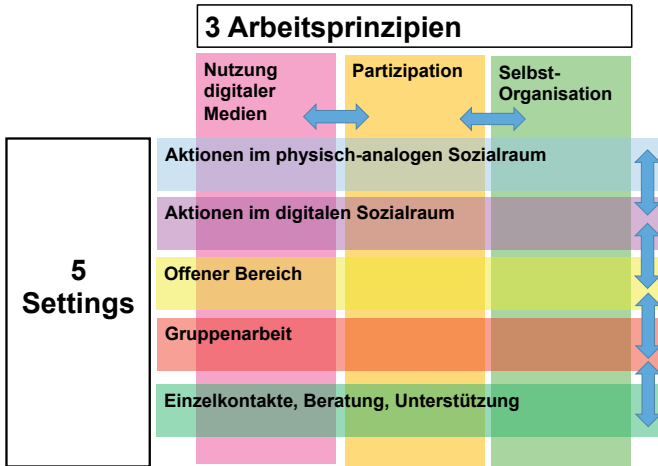 3 Arbeitsprinzipien
Nutzung
digitaler
Medien
Partizipation
Selbst-
Organisation
5
Settings
Aktionen im physisch-analogen Sozialraum
Aktionen im digitalen Sozialraum
Offener Bereich
Gruppenarbeit
Einzelkontakte, Beratung, Unterstützung